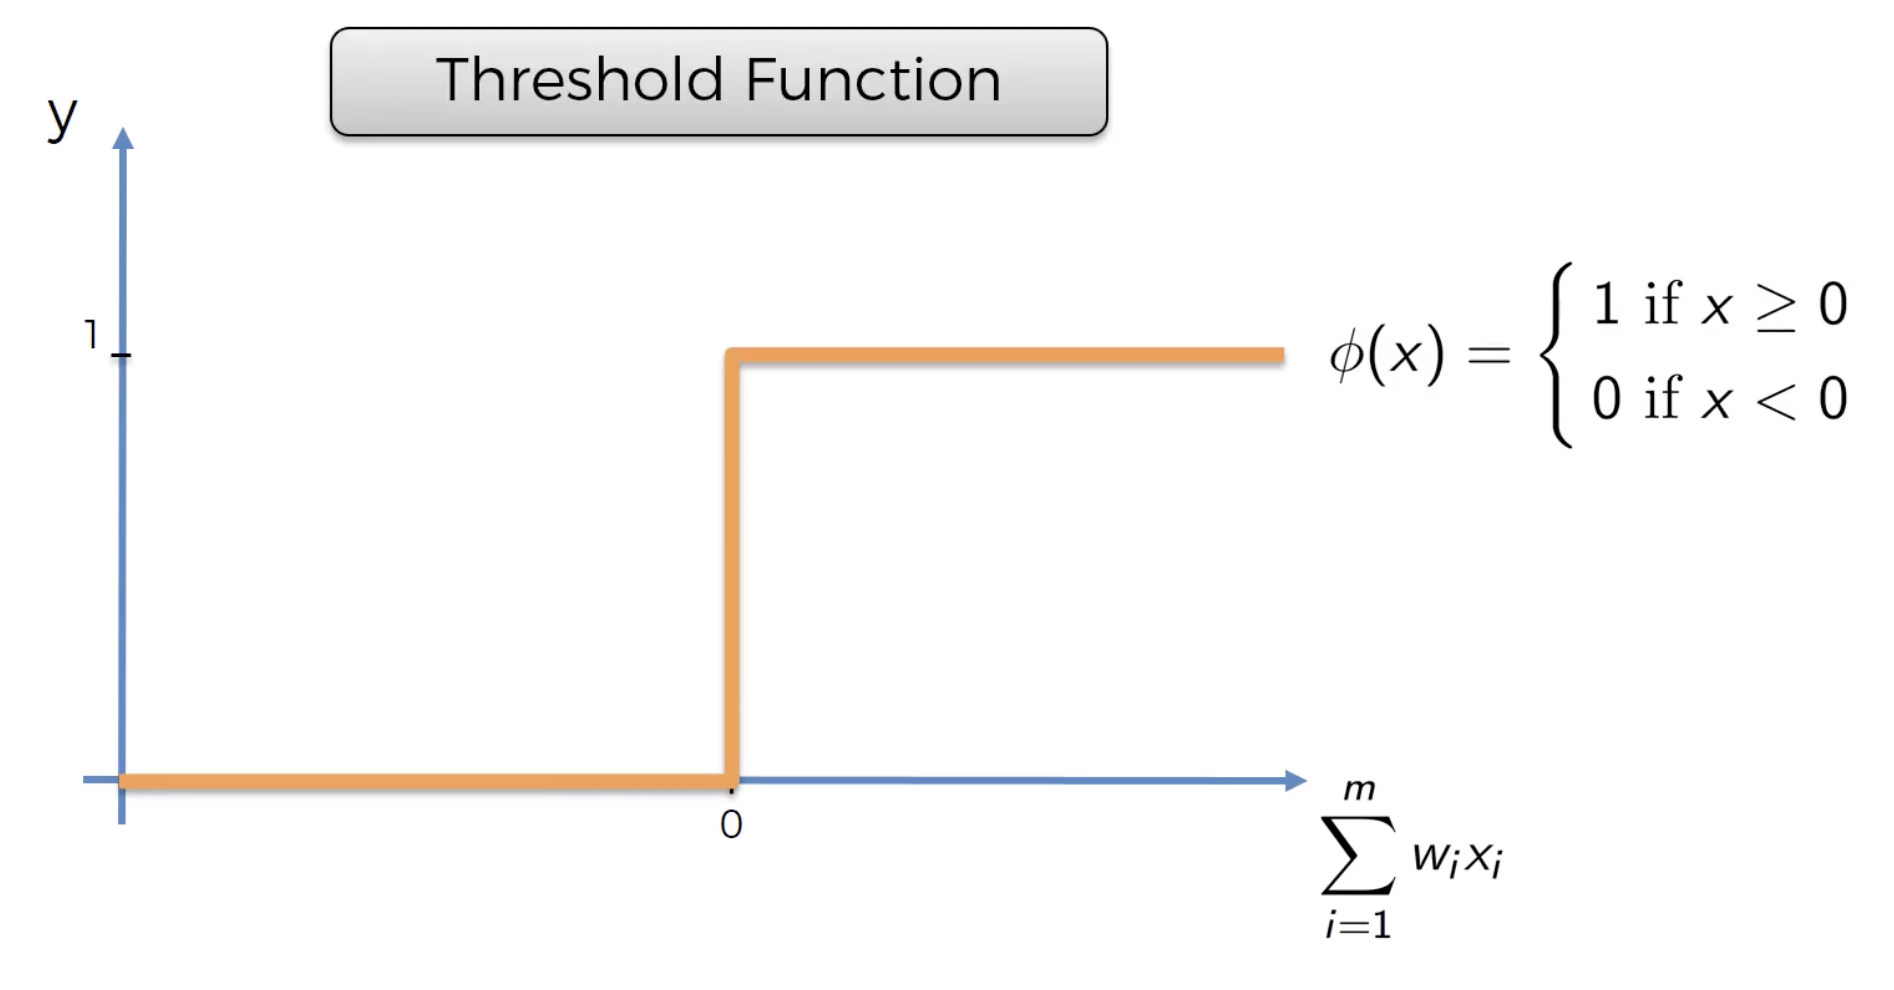 Threshold Function
y
1
ϕ(x) = { 1 if x ≥ 0
0 if x < 0
0
m
∑ wᵢxᵢ
i=1